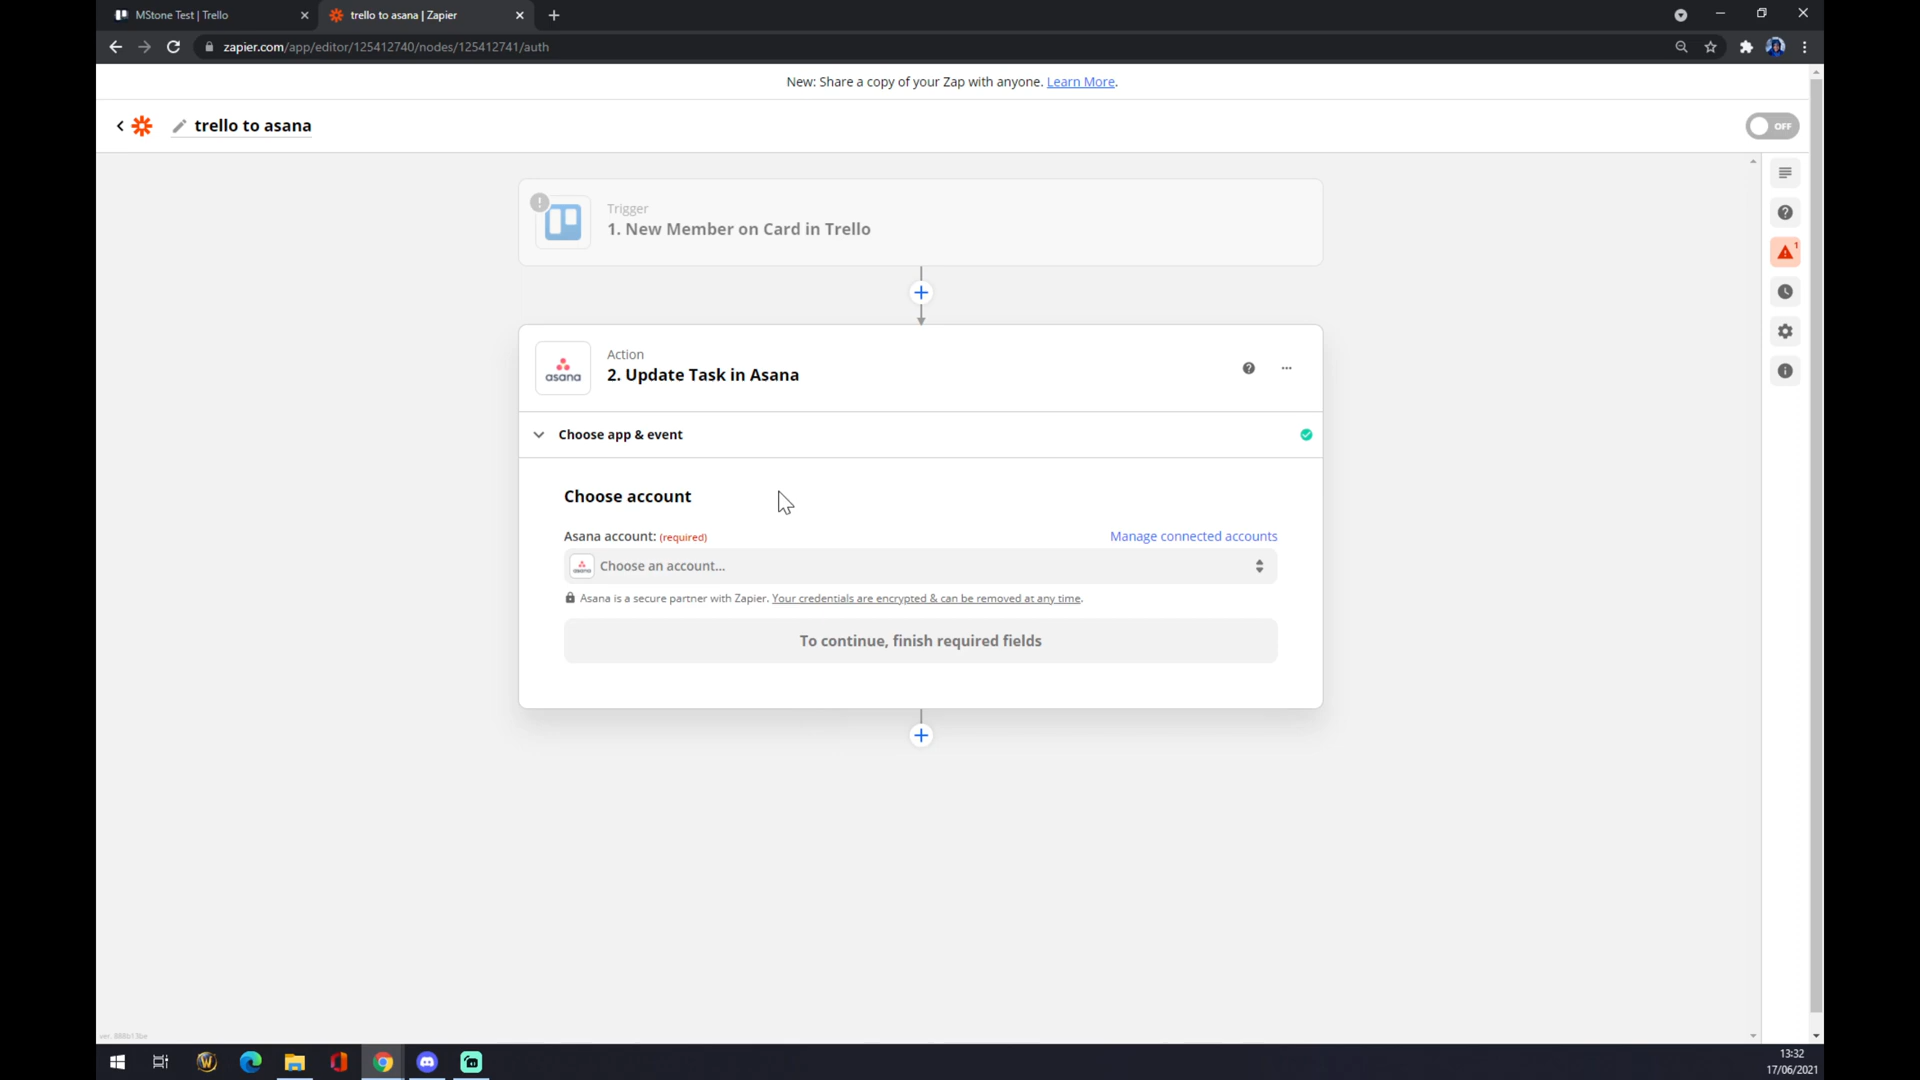 MStone Test | Trello
trello to asana | Zapier
zapier.com/app/editor/125412740/nodes/125412741/auth
New: Share a copy of your Zap with anyone. Learn More.
trello to asana
OFF
Trigger
1. New Member on Card in Trello
1
asana
Action
2. Update Task in Asana
Choose app & event
Choose account
Asana account: (required)
Manage connected accounts
asana Choose an account...
Asana is a secure partner with Zapier. Your credentials are encrypted & can be removed at any time.
To continue, finish required fields
13:32
17/06/2021